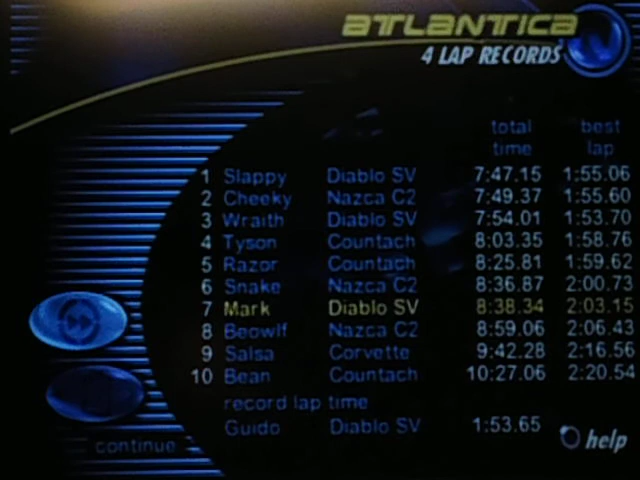 ATLANTICA
4 LAP RECORDS
total time best lap
1 Slappy Diablo SV 7:47.15 1:55.06
2 Cheeky Nazca C2 7:49.37 1:55.60
3 Wraith Diablo SV 7:54.01 1:53.70
4 Tyson Countach 8:03.35 1:58.76
5 Razor Countach 8:25.81 1:59.62
6 Snake Nazca C2 8:36.87 2:00.73
7 Mark Diablo SV 8:38.34 2:03.15
8 Beowlf Nazca C2 8:59.06 2:06.43
9 Salsa Corvette 9:42.28 2:16.56
10 Bean Countach 10:27.06 2:20.54
record lap time
Guido Diablo SV 1:53.65
help
continue